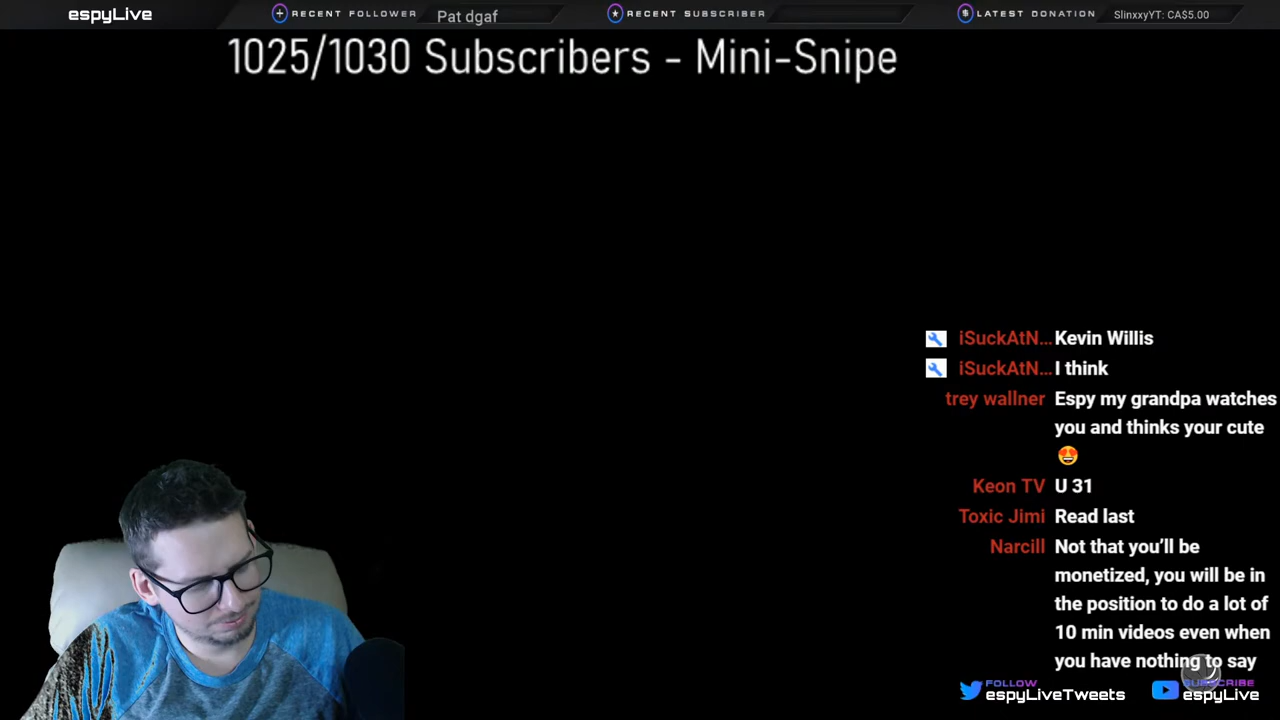 espyLive
RECENT FOLLOWER
Pat dgaf
RECENT SUBSCRIBER
LATEST DONATION
SlinxxyYT: CA$5.00
1025/1030 Subscribers - Mini-Snipe
iSuckAtN... Kevin Willis
iSuckAtN... I think
trey wallner Espy my grandpa watches
you and thinks your cute
😍
Keon TV U 31
Toxic Jimi Read last
Narcill Not that you’ll be
monetized, you will be in
the position to do a lot of
10 min videos even when
you have nothing to say
FOLLOW
espyLiveTweets
SUBSCRIBE
espyLive